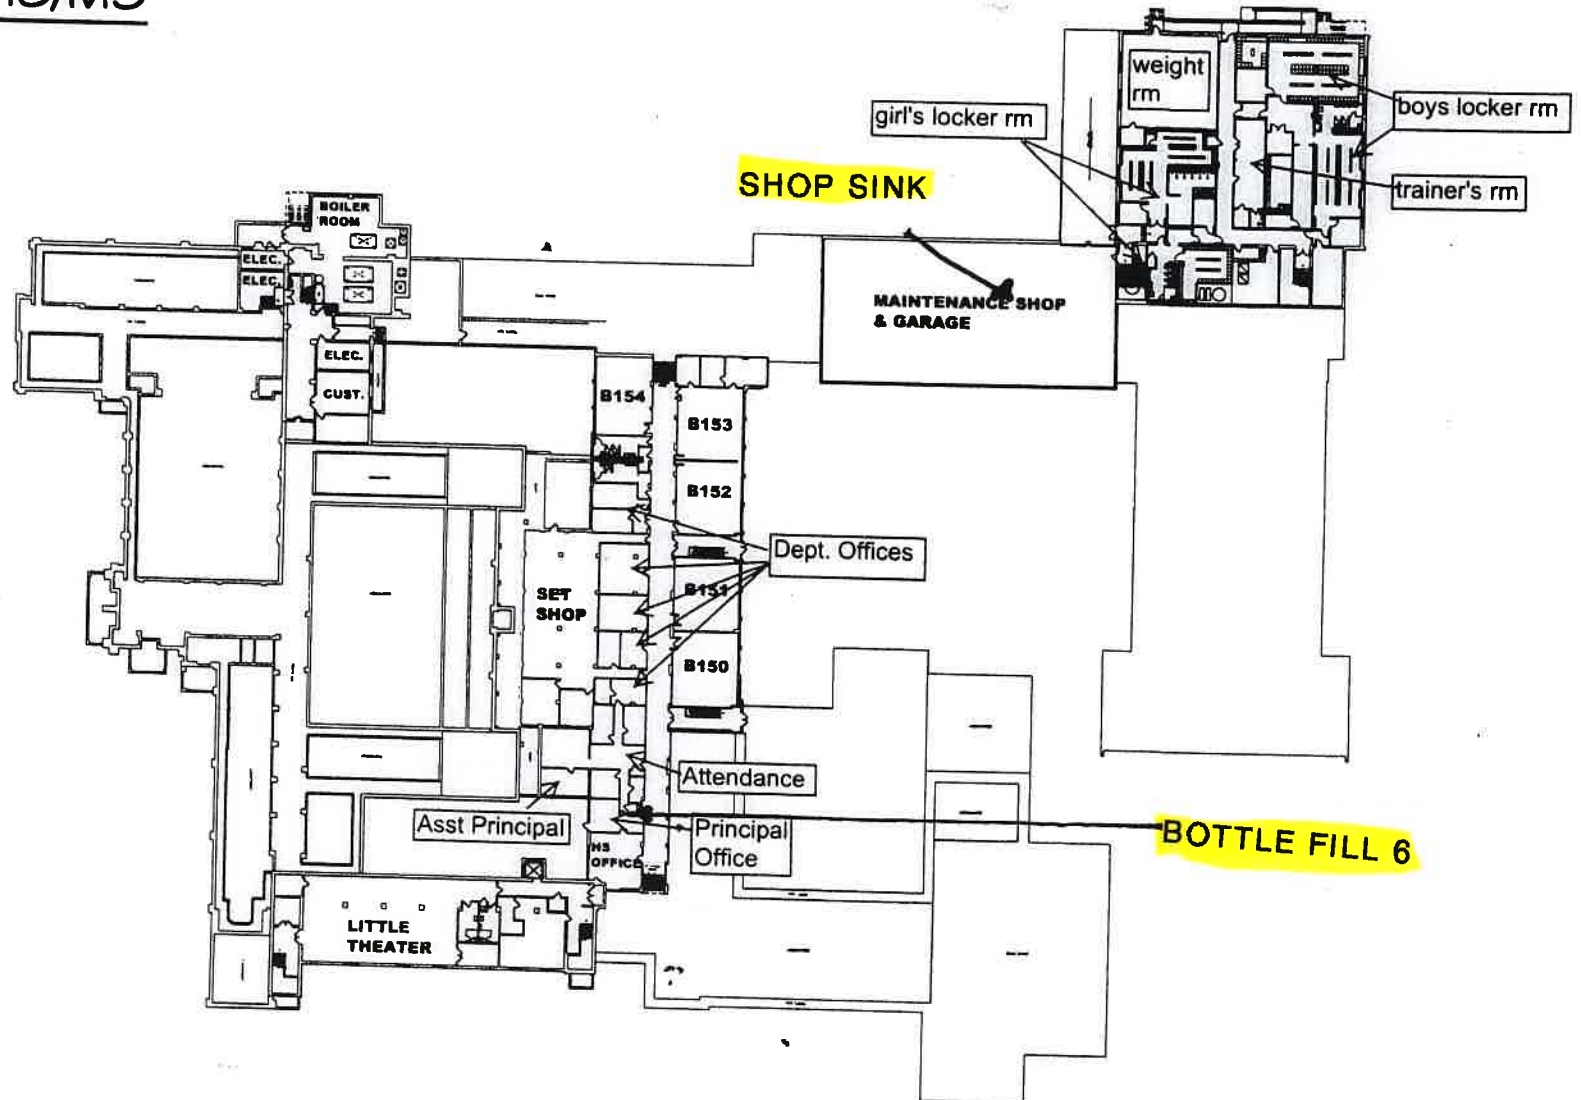 HS/MS
weight
rm
girl's locker rm
boys locker rm
SHOP SINK
trainer's rm
BOILER
ROOM
ELEC.
ELEC.
MAINTENANCE SHOP
& GARAGE
ELEC.
CUST.
B154
B153
B152
Dept. Offices
SET
SHOP
B151
B150
Attendance
Asst Principal
Principal
Office
BOTTLE FILL 6
HS
OFFICE
LITTLE
THEATER